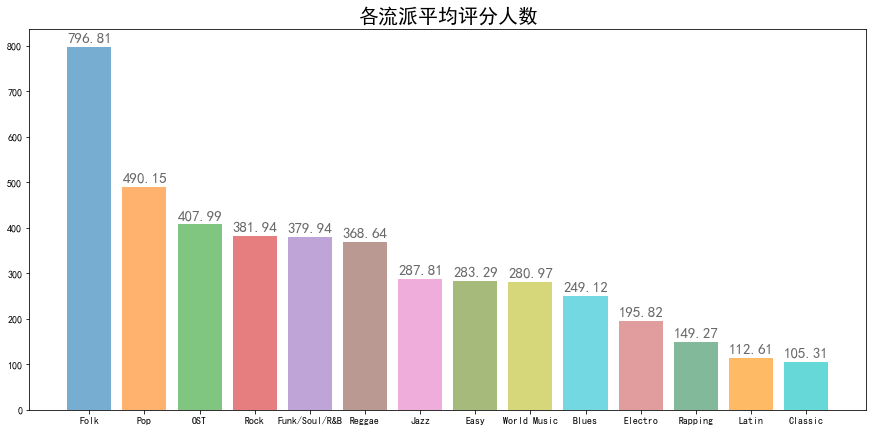 各流派平均评分人数
800
700
600
500
400
300
200
100
0
796.81
490.15
407.99
381.94
379.94
368.64
287.81
283.29
280.97
249.12
195.82
149.27
112.61
105.31
Folk
Pop
OST
Rock
Funk/Soul/R&B
Reggae
Jazz
Easy
World Music
Blues
Electro
Rapping
Latin
Classic